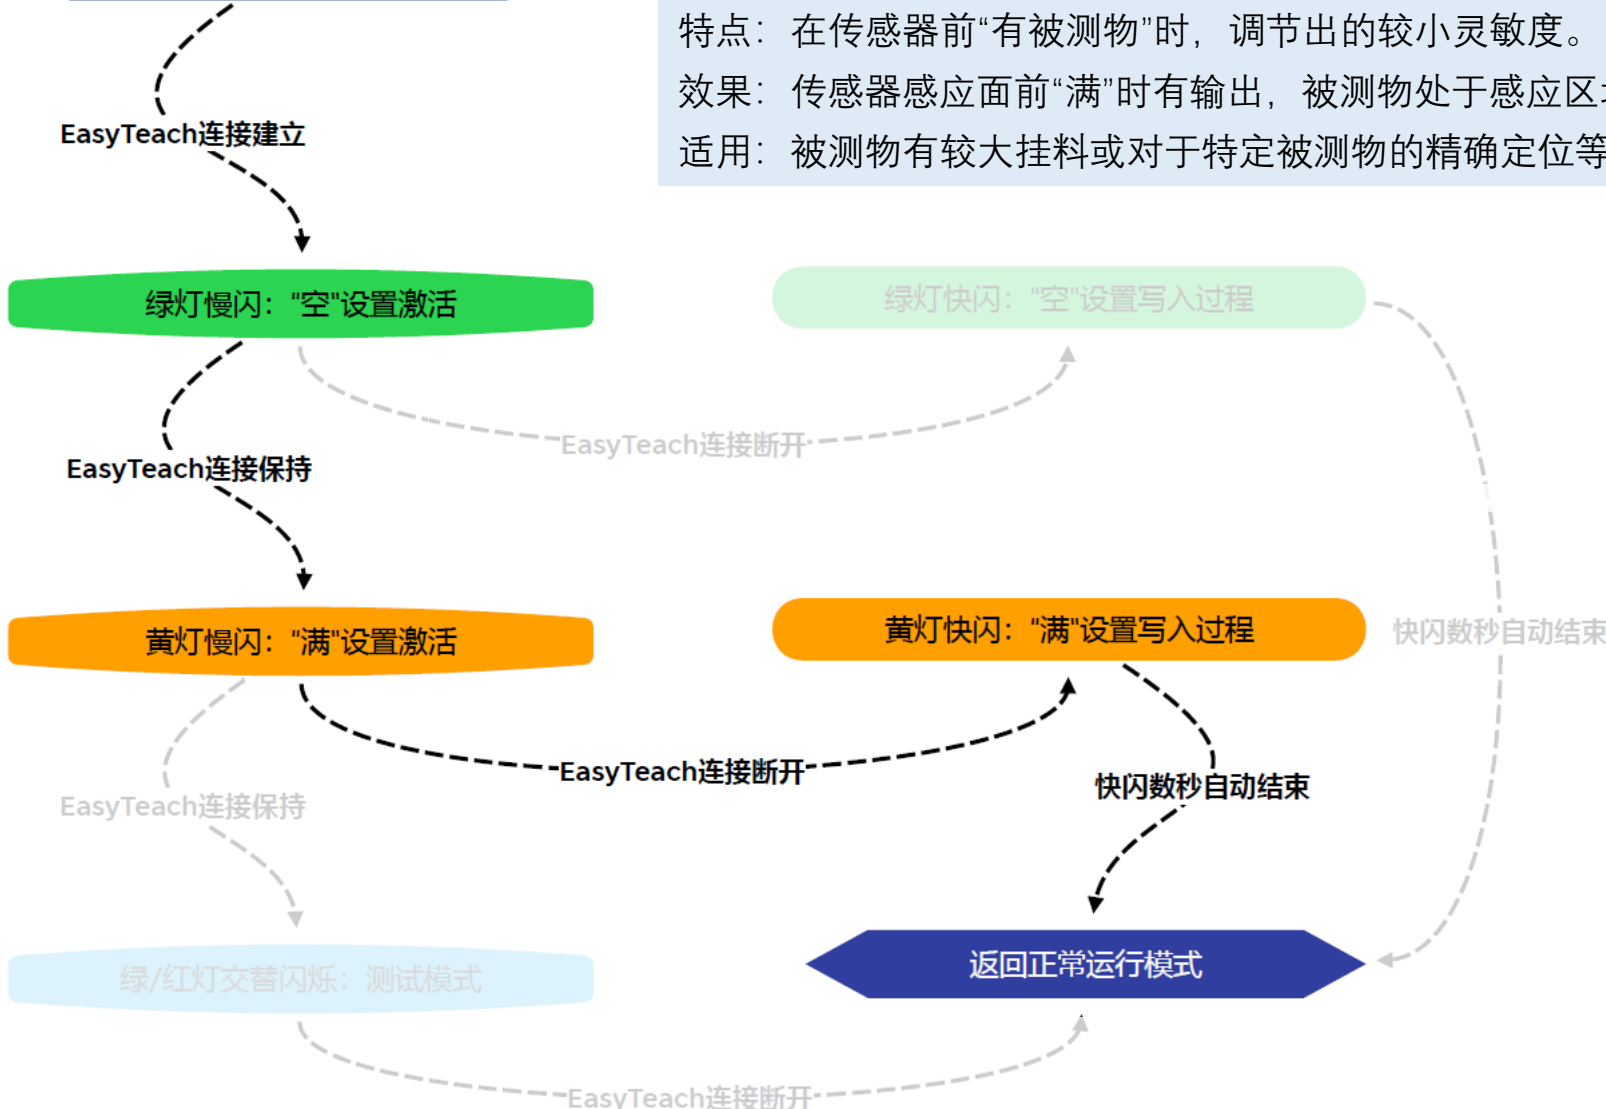 特点：在传感器前“有被测物”时，调节出的较小灵敏度。
效果：传感器感应面前“满”时有输出，被测物处于感应区
适用：被测物有较大挂料或对于特定被测物的精确定位等
EasyTeach连接建立
绿灯慢闪："空"设置激活
绿灯快闪："空"设置写入过程
EasyTeach连接断开
EasyTeach连接保持
黄灯慢闪："满"设置激活
黄灯快闪："满"设置写入过程
快闪数秒自动结束
EasyTeach连接断开
快闪数秒自动结束
EasyTeach连接保持
绿/红灯交替闪烁：测试模式
返回正常运行模式
EasyTeach连接断开